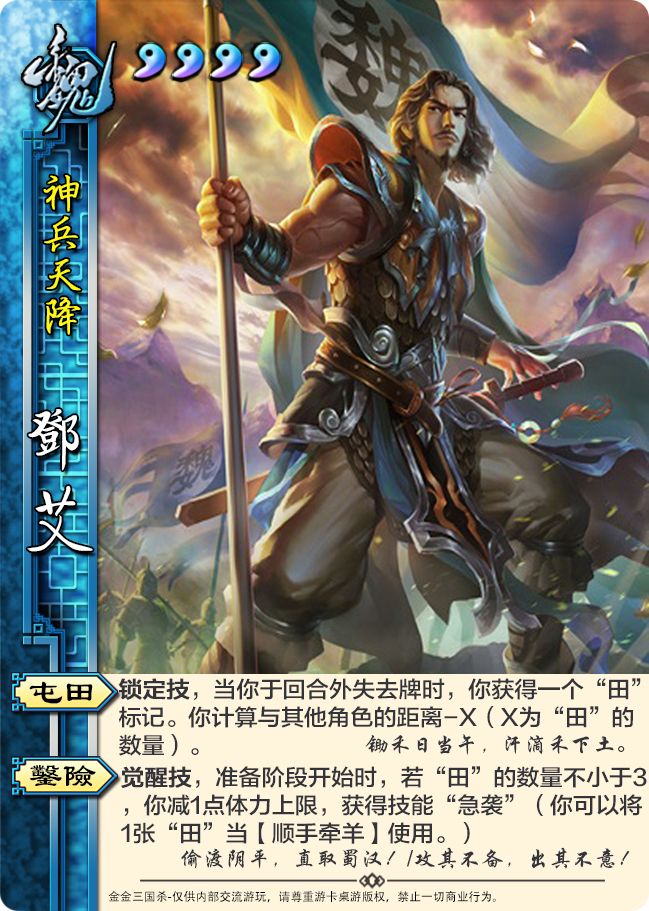 魏
神兵天降
鄧艾
魏
魏
屯田
锁定技，当你于回合外失去牌时，你获得一个“田”
标记。你计算与其他角色的距离-X（X为“田”的
数量）。
锄禾日当午，汗滴禾下土。
鑿險
觉醒技，准备阶段开始时，若“田”的数量不小于3
，你减1点体力上限，获得技能“急袭”（你可以将
1张“田”当【顺手牵羊】使用。）
偷渡阴平，直取蜀汉！/攻其不备，出其不意！
金金三国杀-仅供内部交流游玩，请尊重游卡桌游版权，禁止一切商业行为。